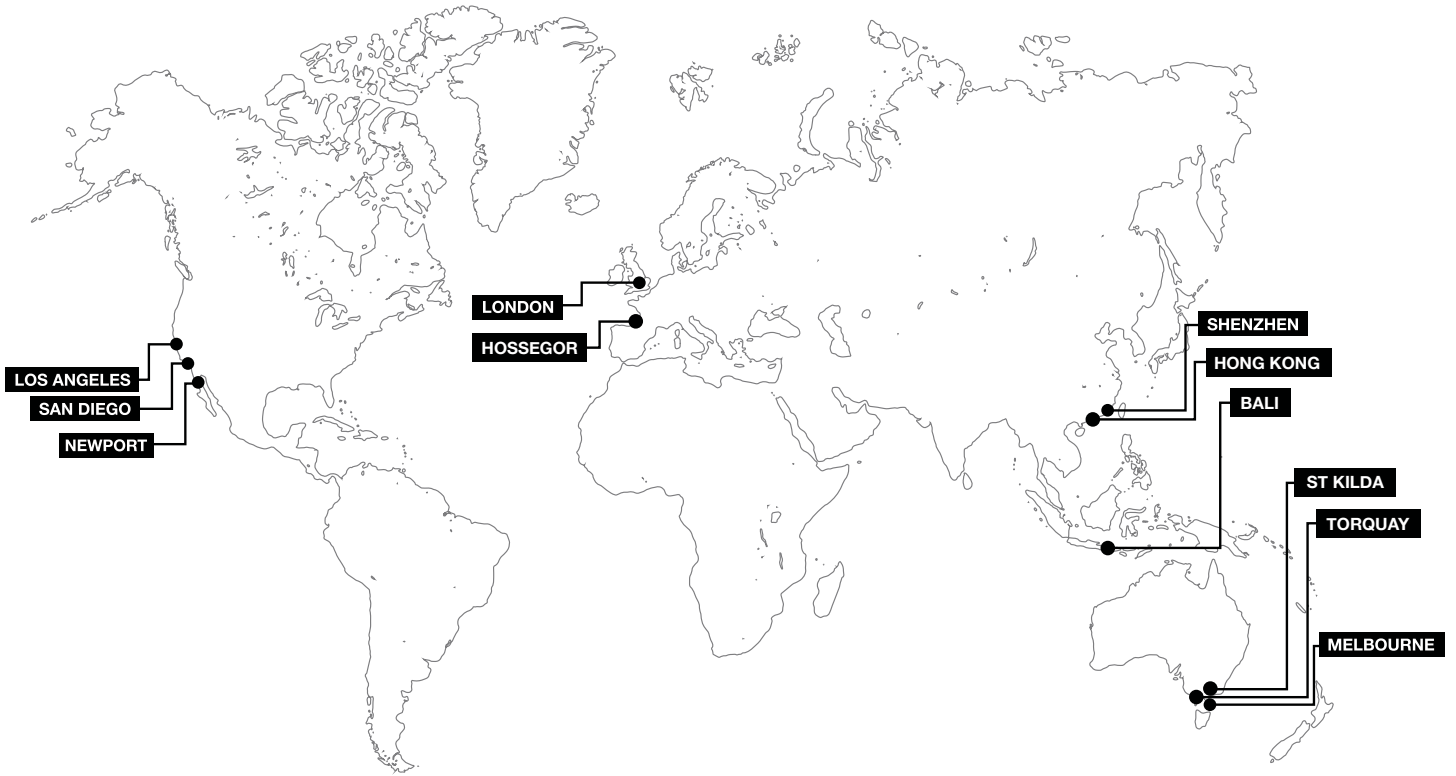 LONDON
HOSSEGOR
LOS ANGELES
SAN DIEGO
NEWPORT
SHENZHEN
HONG KONG
BALI
ST KILDA
TORQUAY
MELBOURNE